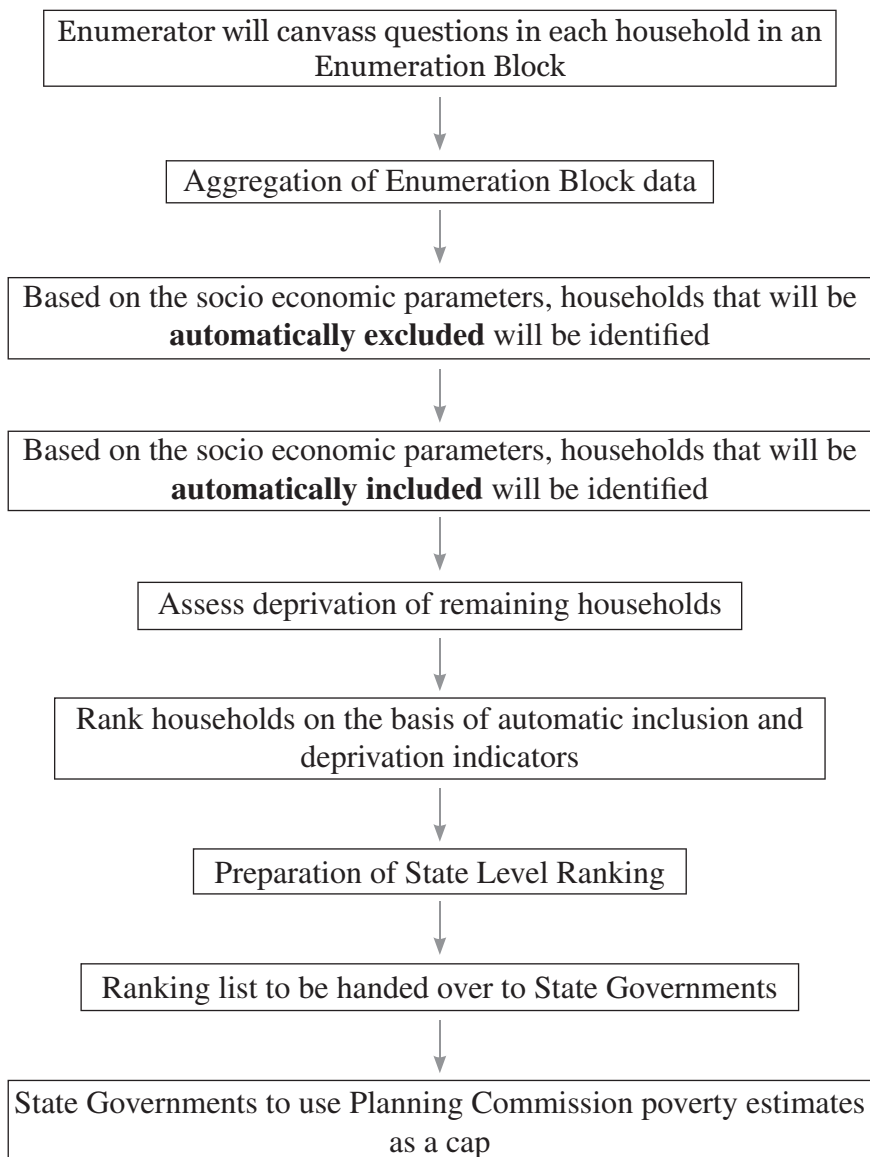 Enumerator will canvass questions in each household in an
Enumeration Block
Aggregation of Enumeration Block data
Based on the socio economic parameters, households that will be
automatically excluded will be identified
Based on the socio economic parameters, households that will be
automatically included will be identified
Assess deprivation of remaining households
Rank households on the basis of automatic inclusion and
deprivation indicators
Preparation of State Level Ranking
Ranking list to be handed over to State Governments
State Governments to use Planning Commission poverty estimates
as a cap